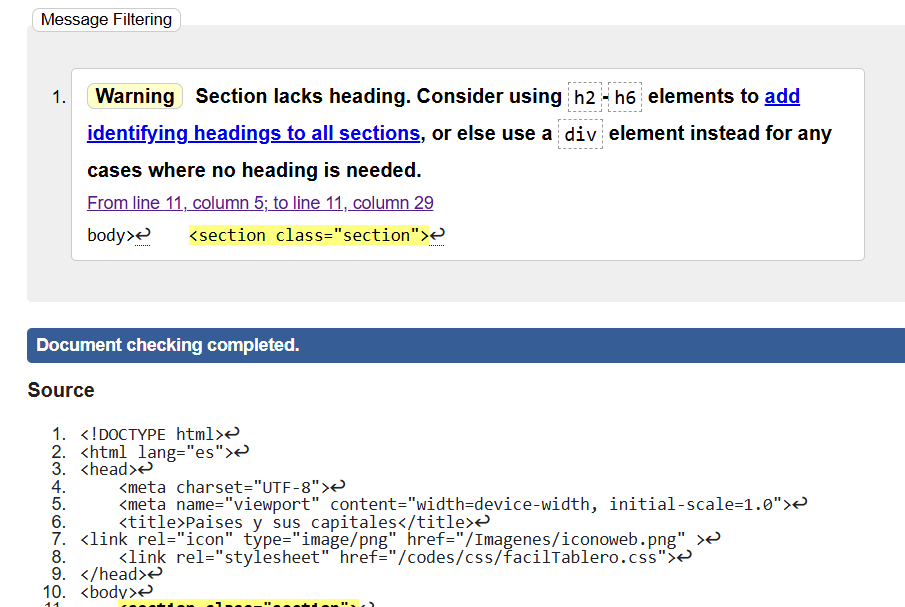 Message Filtering
1. Warning Section lacks heading. Consider using h2-h6 elements to add
identifying headings to all sections, or else use a div element instead for any
cases where no heading is needed.
From line 11, column 5; to line 11, column 29
body>↩    <section class="section">↩
Document checking completed.
Source
1. <!DOCTYPE html>↩
2. <html lang="es">↩
3. <head>↩
4.     <meta charset="UTF-8">↩
5.     <meta name="viewport" content="width=device-width, initial-scale=1.0">↩
6.     <title>Paises y sus capitales</title>↩
7. <link rel="icon" type="image/png" href="/Imagenes/iconoweb.png" >↩
8.     <link rel="stylesheet" href="/codes/css/facilTablero.css">↩
9. </head>↩
10. <body>↩
11.     <section class="section">↩